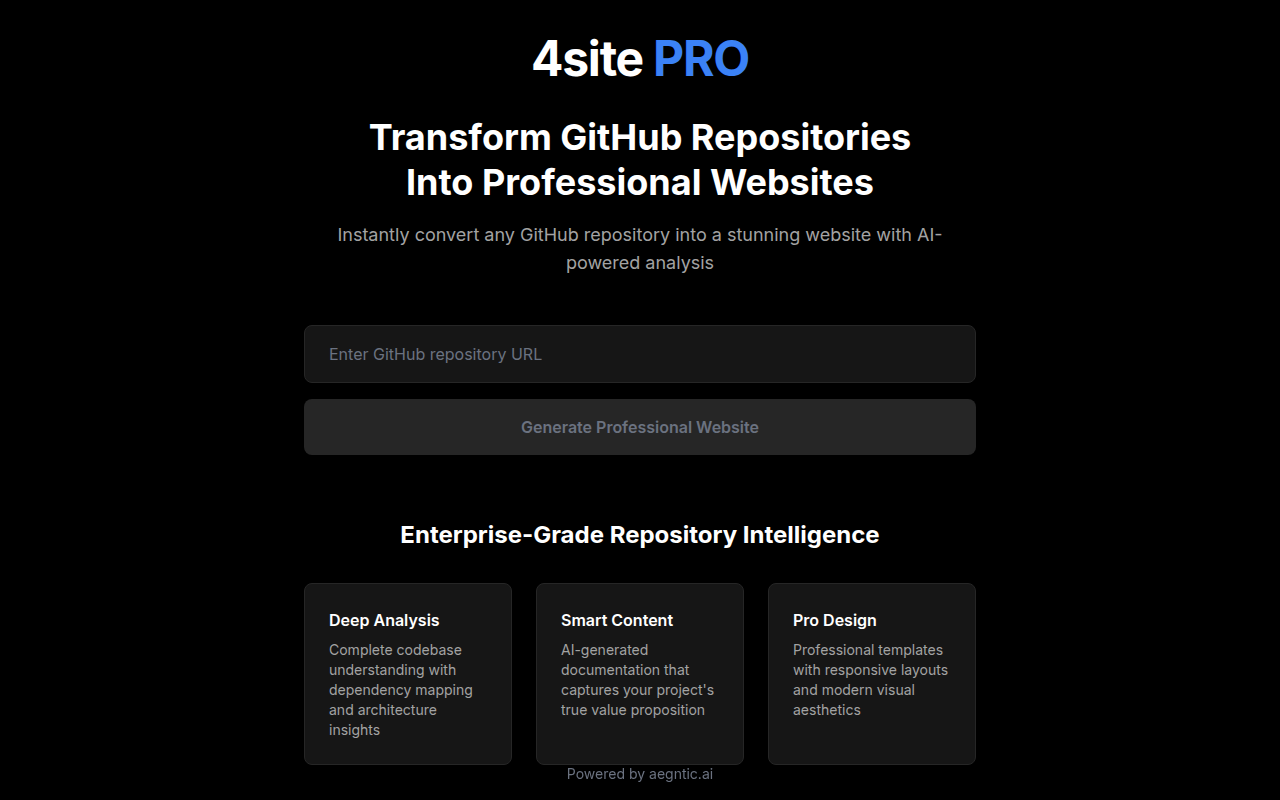 4site PRO
Transform GitHub Repositories
Into Professional Websites
Instantly convert any GitHub repository into a stunning website with AI-
powered analysis
Enter GitHub repository URL
Generate Professional Website
Enterprise-Grade Repository Intelligence
Deep Analysis
Complete codebase
understanding with
dependency mapping
and architecture
insights
Smart Content
AI-generated
documentation that
captures your project's
true value proposition
Pro Design
Professional templates
with responsive layouts
and modern visual
aesthetics
Powered by aegntic.ai